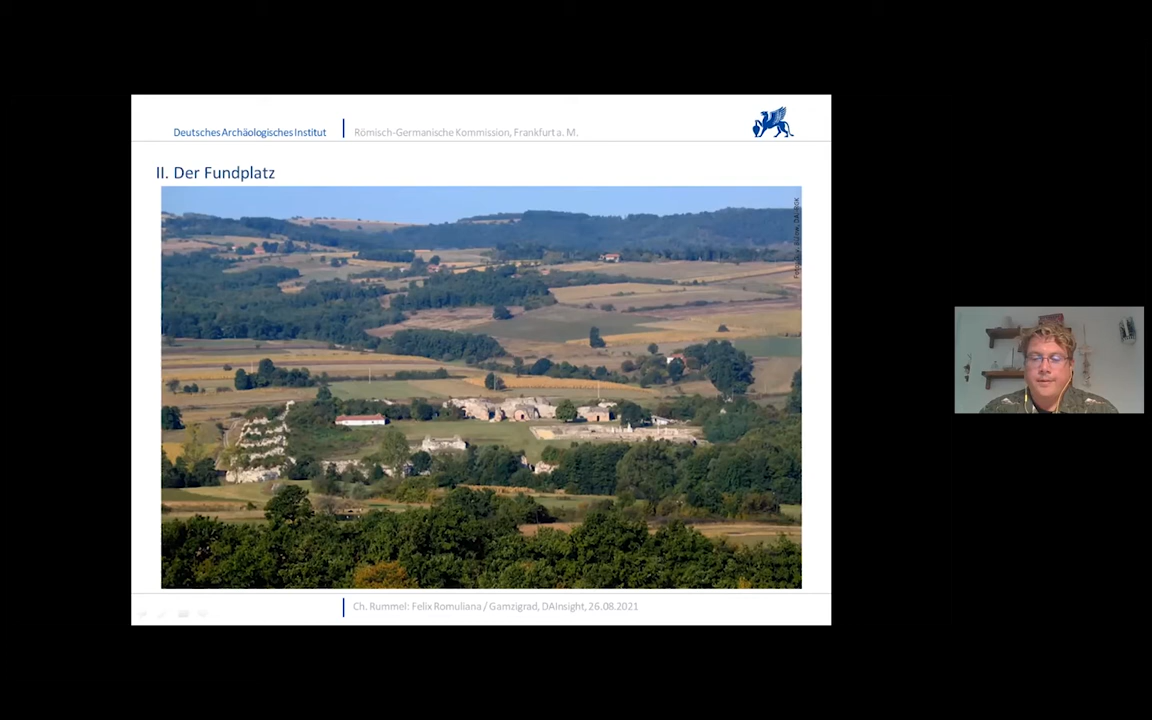 Deutsches Archäologisches Institut
Römisch-Germanische Kommission, Frankfurt a. M.
II. Der Fundplatz
Ch. Rummel: Felix Romuliana / Gamzigrad, DAInsight, 26.08.2021